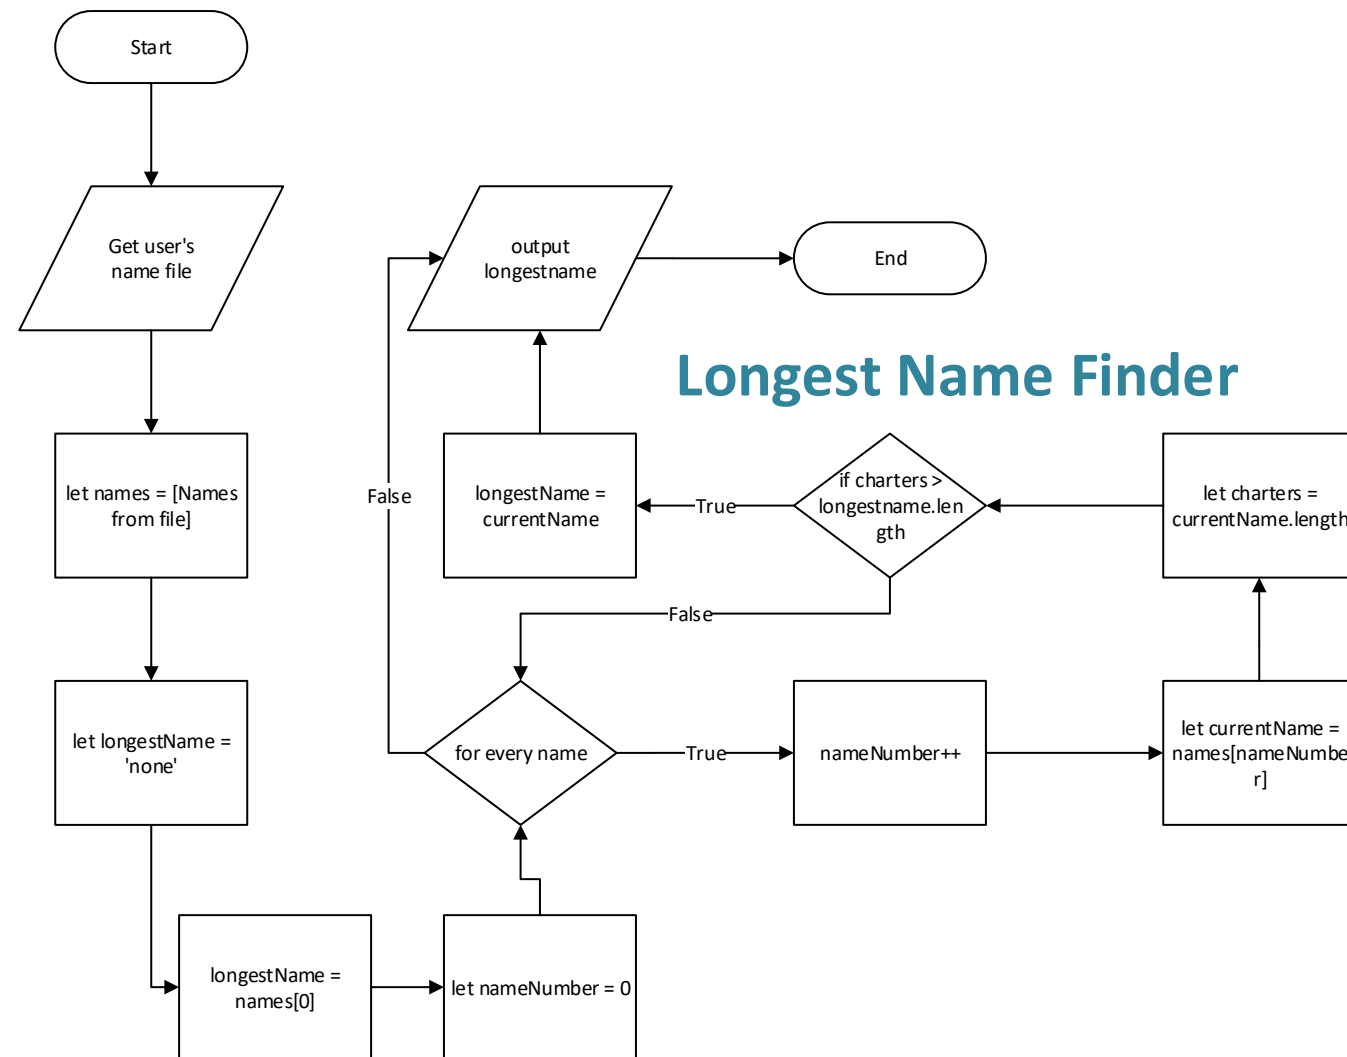 Start
Get user's
name file
let names = [Names
from file]
let longestName =
'none'
longestName =
names[0]
let nameNumber = 0
for every name
True
nameNumber++
let currentName =
names[nameNumbe
r]
let charters =
currentName.length
if charters >
longestname.len
gth
True
False
longestName =
currentName
False
output
longestname
End
Longest Name Finder